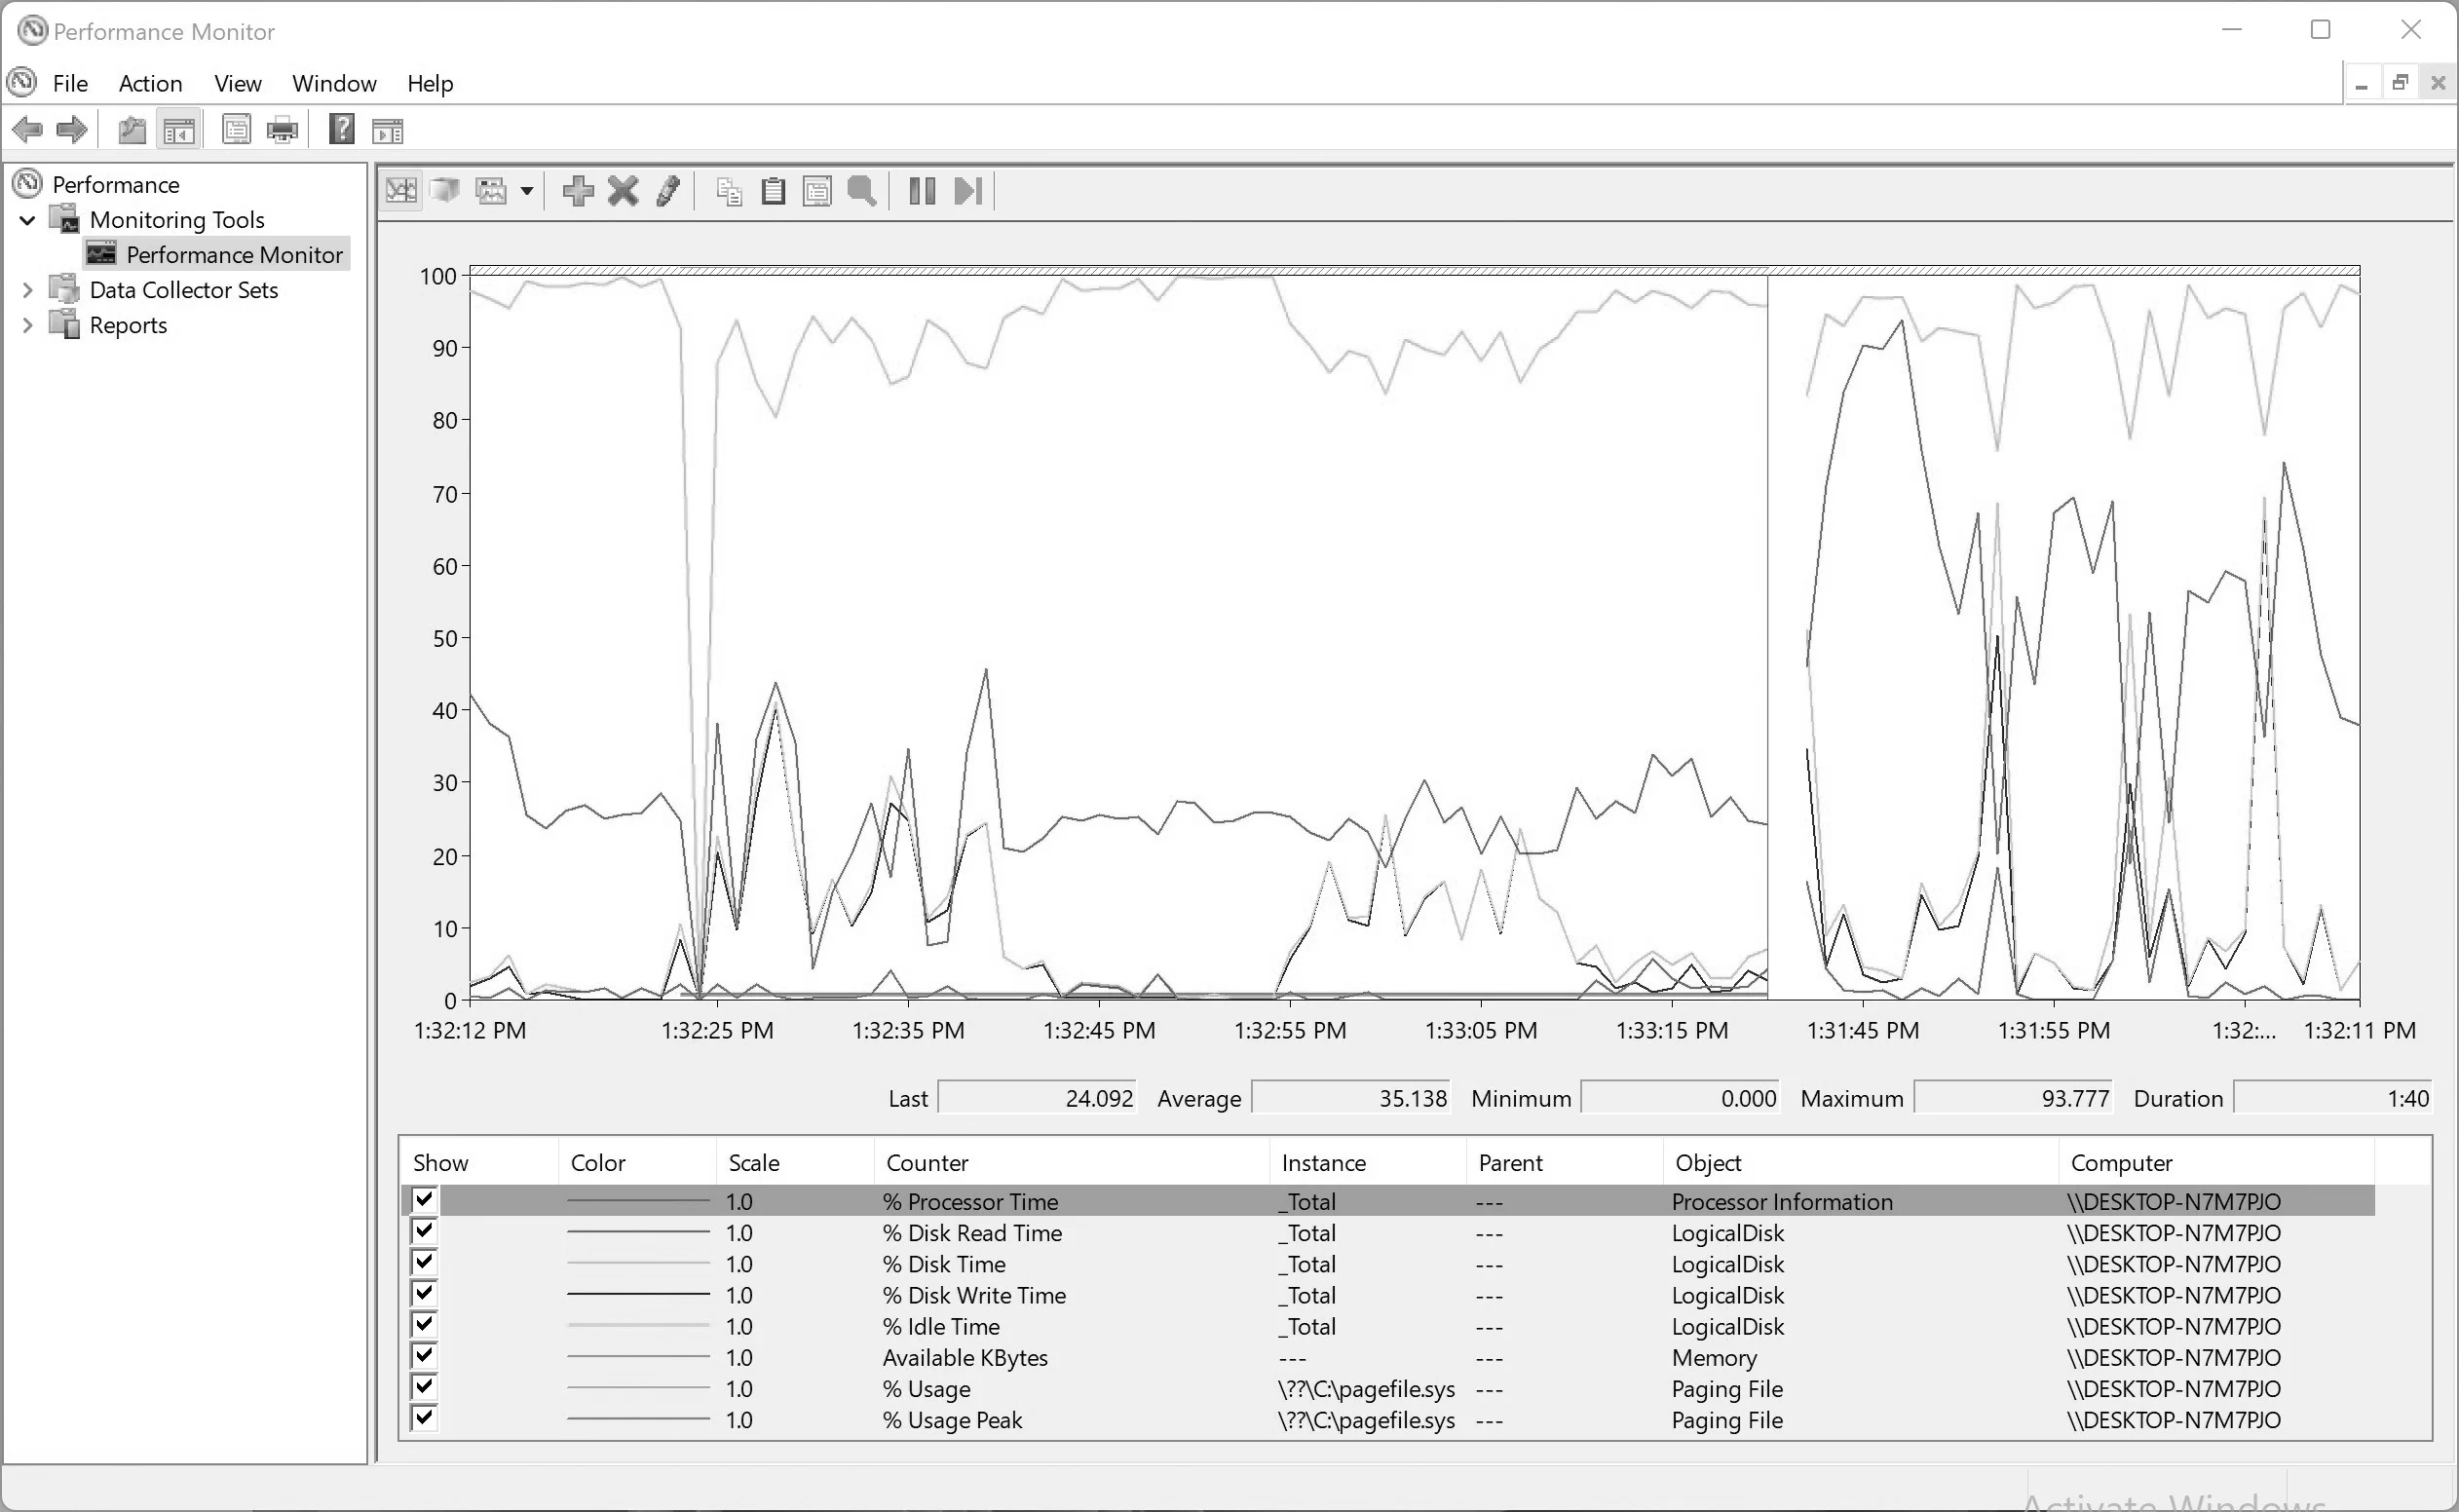 Performance Monitor
File Action View Window Help
Performance
Monitoring Tools
Performance Monitor
Data Collector Sets
Reports
100
90
80
70
60
50
40
30
20
10
0
1:32:12 PM 1:32:25 PM 1:32:35 PM 1:32:45 PM 1:32:55 PM 1:33:05 PM 1:33:15 PM 1:31:45 PM 1:31:55 PM 1:32:... 1:32:11 PM
Last 24.092 Average 35.138 Minimum 0.000 Maximum 93.777 Duration 1:40
Show Color Scale Counter Instance Parent Object Computer
1.0 % Processor Time _Total --- Processor Information \\DESKTOP-N7M7PJO
1.0 % Disk Read Time _Total --- LogicalDisk \\DESKTOP-N7M7PJO
1.0 % Disk Time _Total --- LogicalDisk \\DESKTOP-N7M7PJO
1.0 % Disk Write Time _Total --- LogicalDisk \\DESKTOP-N7M7PJO
1.0 % Idle Time _Total --- LogicalDisk \\DESKTOP-N7M7PJO
1.0 Available KBytes --- --- Memory \\DESKTOP-N7M7PJO
1.0 % Usage \??\C:\pagefile.sys --- Paging File \\DESKTOP-N7M7PJO
1.0 % Usage Peak \??\C:\pagefile.sys --- Paging File \\DESKTOP-N7M7PJO
Activate Windows